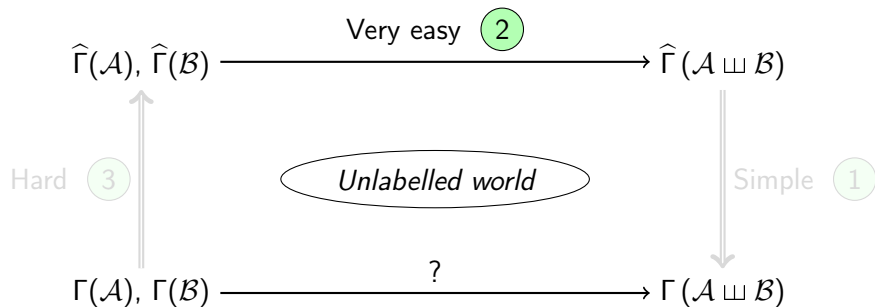 Very easy 2
Γ̂(𝒜), Γ̂(ℬ) Γ̂ (𝒜 ⧢ ℬ)
Hard 3 Unlabelled world Simple 1
?
Γ(𝒜), Γ(ℬ) Γ (𝒜 ⧢ ℬ)